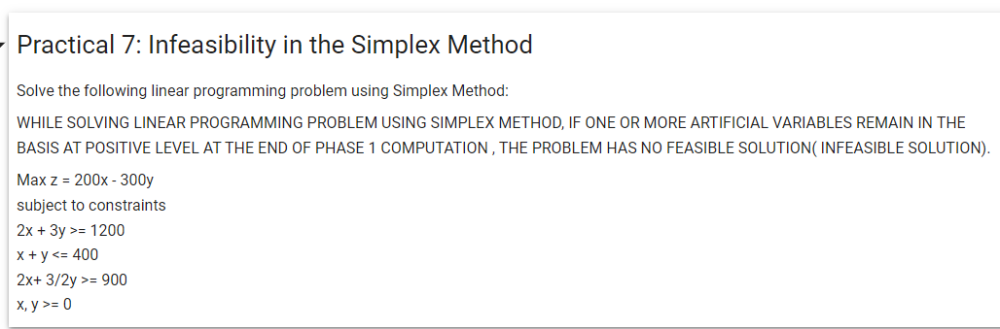 Practical 7: Infeasibility in the Simplex Method
Solve the following linear programming problem using Simplex Method:
WHILE SOLVING LINEAR PROGRAMMING PROBLEM USING SIMPLEX METHOD, IF ONE OR MORE ARTIFICIAL VARIABLES REMAIN IN THE
BASIS AT POSITIVE LEVEL AT THE END OF PHASE 1 COMPUTATION , THE PROBLEM HAS NO FEASIBLE SOLUTION( INFEASIBLE SOLUTION).
Max z = 200x - 300y
subject to constraints
2x + 3y >= 1200
x + y <= 400
2x+ 3/2y >= 900
x, y >= 0